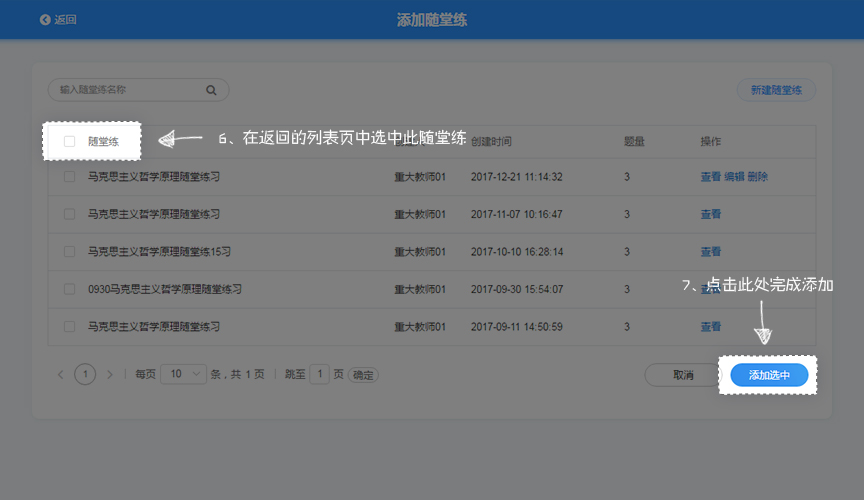 返回
添加随堂练
输入随堂练名称
新建随堂练
随堂练
6、在返回的列表页中选中此随堂练
创建时间
题量
操作
马克思主义哲学原理随堂练习 重大教师01 2017-12-21 11:14:32 3 查看 编辑 删除
马克思主义哲学原理随堂练习 重大教师01 2017-11-07 10:16:47 3 查看
马克思主义哲学原理随堂练15习 重大教师01 2017-10-10 16:28:14 3 查看
7、点击此处完成添加
0930马克思主义哲学原理随堂练习 重大教师01 2017-09-30 15:54:07 3
马克思主义哲学原理随堂练习 重大教师01 2017-09-11 14:50:59 3 查看
1 每页 10 条，共 1 页 跳至 1 页 确定
取消
添加选中